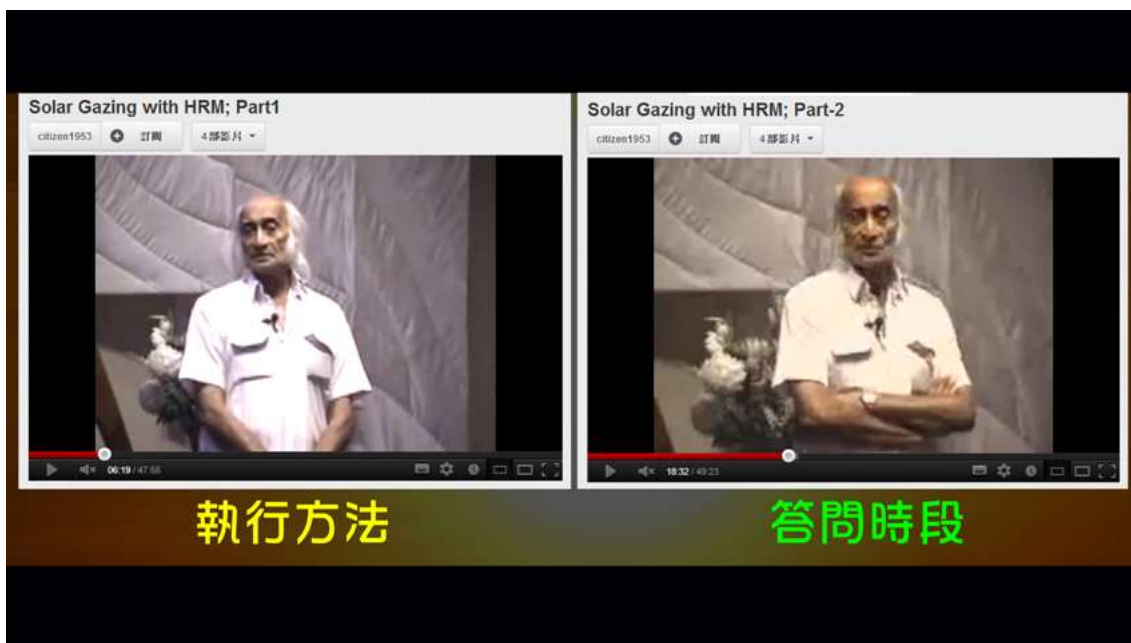 Solar Gazing with HRM; Part1
citizen1953 訂閱 4 部影片
06:19 / 47:55
執行方法
Solar Gazing with HRM; Part-2
citizen1953 訂閱 4 部影片
18:32 / 49:23
答問時段